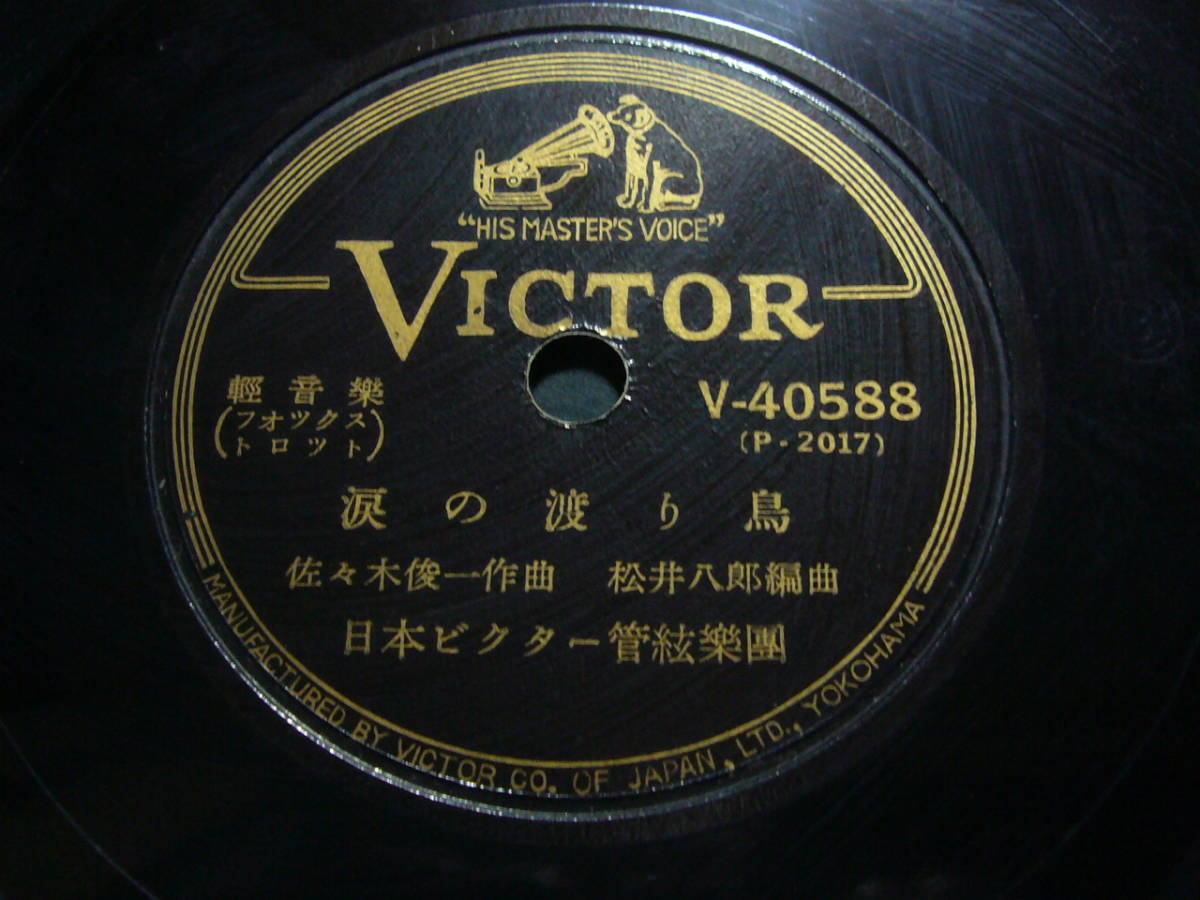 "HIS MASTER'S VOICE"
VICTOR
輕音樂
(フオツクス
トロツト)
V-40588
(P-2017)
涙の渡り鳥
佐々木俊一作曲 松井八郎編曲
日本ビクター管絃樂團
MANUFACTURED BY VICTOR CO. OF JAPAN, LTD., YOKOHAMA